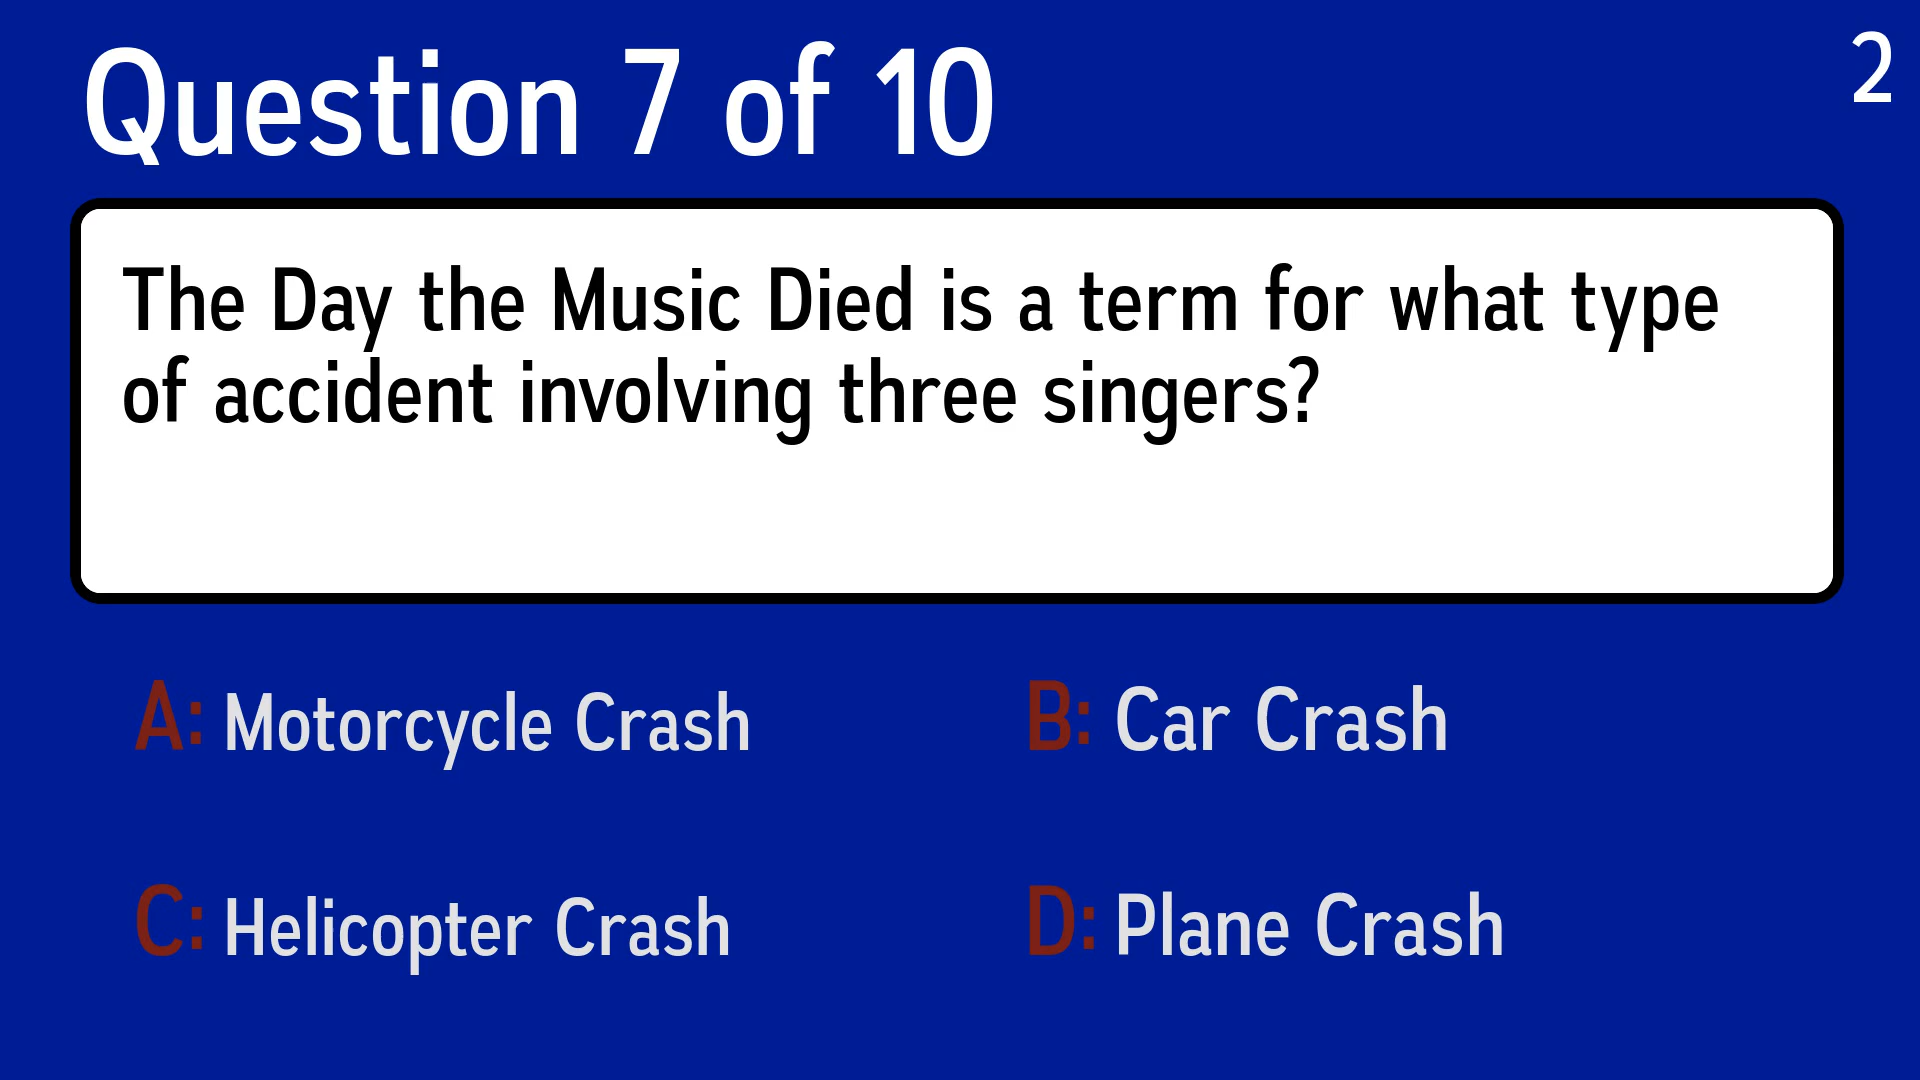 Question 7 of 10
2
The Day the Music Died is a term for what type
of accident involving three singers?
A: Motorcycle Crash
B: Car Crash
C: Helicopter Crash
D: Plane Crash